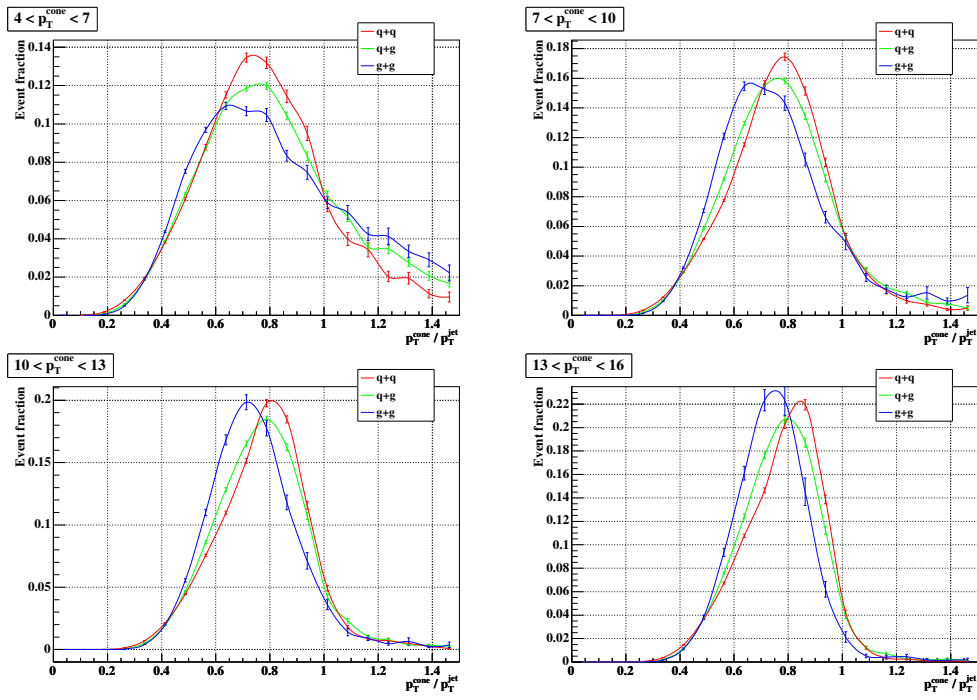 4 < p_T^cone < 7
Event fraction
0.14
0.12
0.1
0.08
0.06
0.04
0.02
0
q+q
q+g
g+g
0 0.2 0.4 0.6 0.8 1 1.2 1.4
p_T^cone / p_T^jet
7 < p_T^cone < 10
Event fraction
0.18
0.16
0.14
0.12
0.1
0.08
0.06
0.04
0.02
0
q+q
q+g
g+g
0 0.2 0.4 0.6 0.8 1 1.2 1.4
p_T^cone / p_T^jet
10 < p_T^cone < 13
Event fraction
0.2
0.15
0.1
0.05
0
q+q
q+g
g+g
0 0.2 0.4 0.6 0.8 1 1.2 1.4
p_T^cone / p_T^jet
13 < p_T^cone < 16
Event fraction
0.22
0.2
0.18
0.16
0.14
0.12
0.1
0.08
0.06
0.04
0.02
0
q+q
q+g
g+g
0 0.2 0.4 0.6 0.8 1 1.2 1.4
p_T^cone / p_T^jet